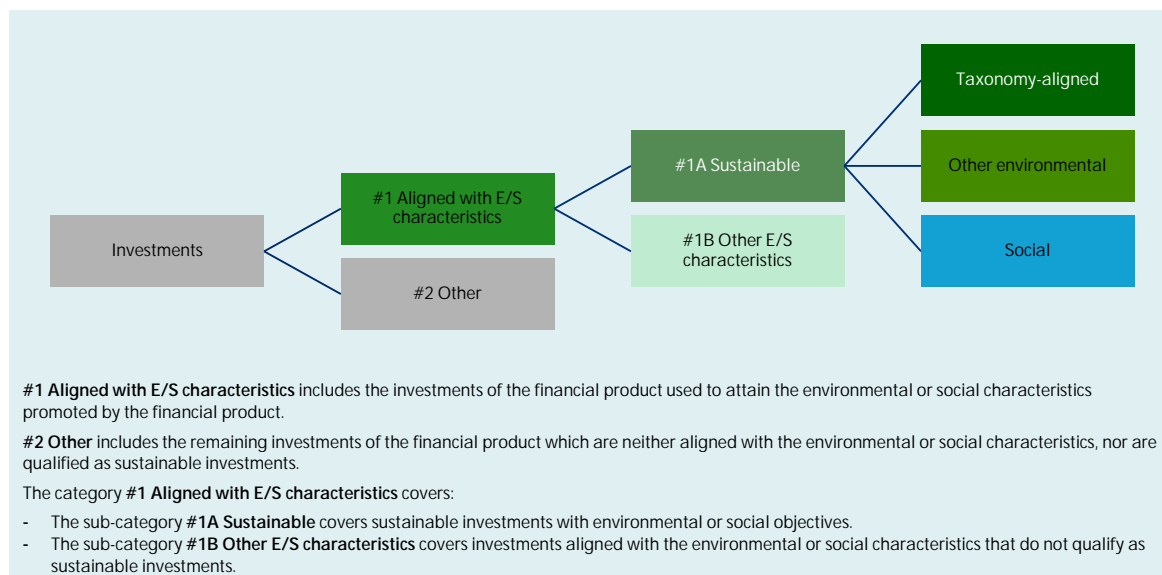 Taxonomy-aligned
#1A Sustainable
Other environmental
#1 Aligned with E/S
characteristics
Investments
#1B Other E/S
characteristics
Social
#2 Other
#1 Aligned with E/S characteristics includes the investments of the financial product used to attain the environmental or social characteristics
promoted by the financial product.
#2 Other includes the remaining investments of the financial product which are neither aligned with the environmental or social characteristics, nor are
qualified as sustainable investments.
The category #1 Aligned with E/S characteristics covers:
- The sub-category #1A Sustainable covers sustainable investments with environmental or social objectives.
- The sub-category #1B Other E/S characteristics covers investments aligned with the environmental or social characteristics that do not qualify as
sustainable investments.